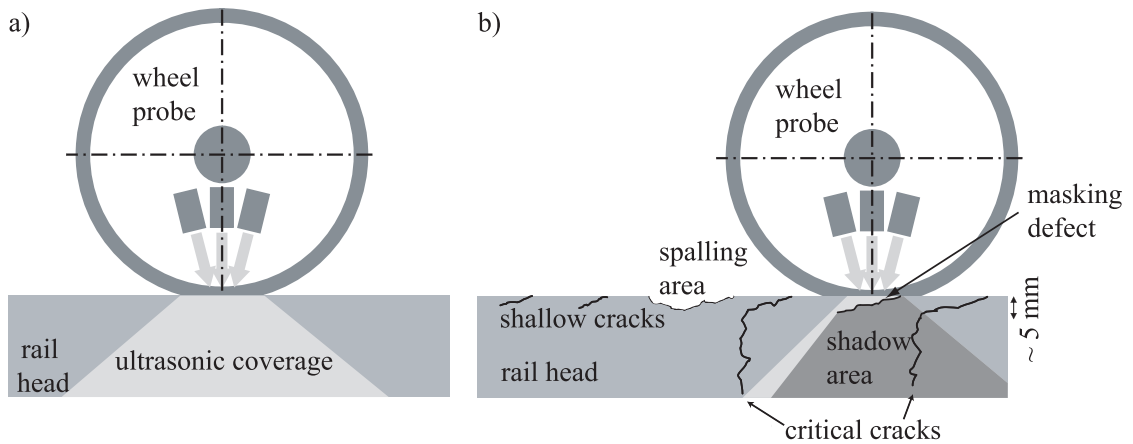 a)
wheel
probe
rail
head
ultrasonic coverage
b)
wheel
probe
masking
defect
spalling
area
shallow cracks
rail head
shadow
area
~ 5 mm
critical cracks